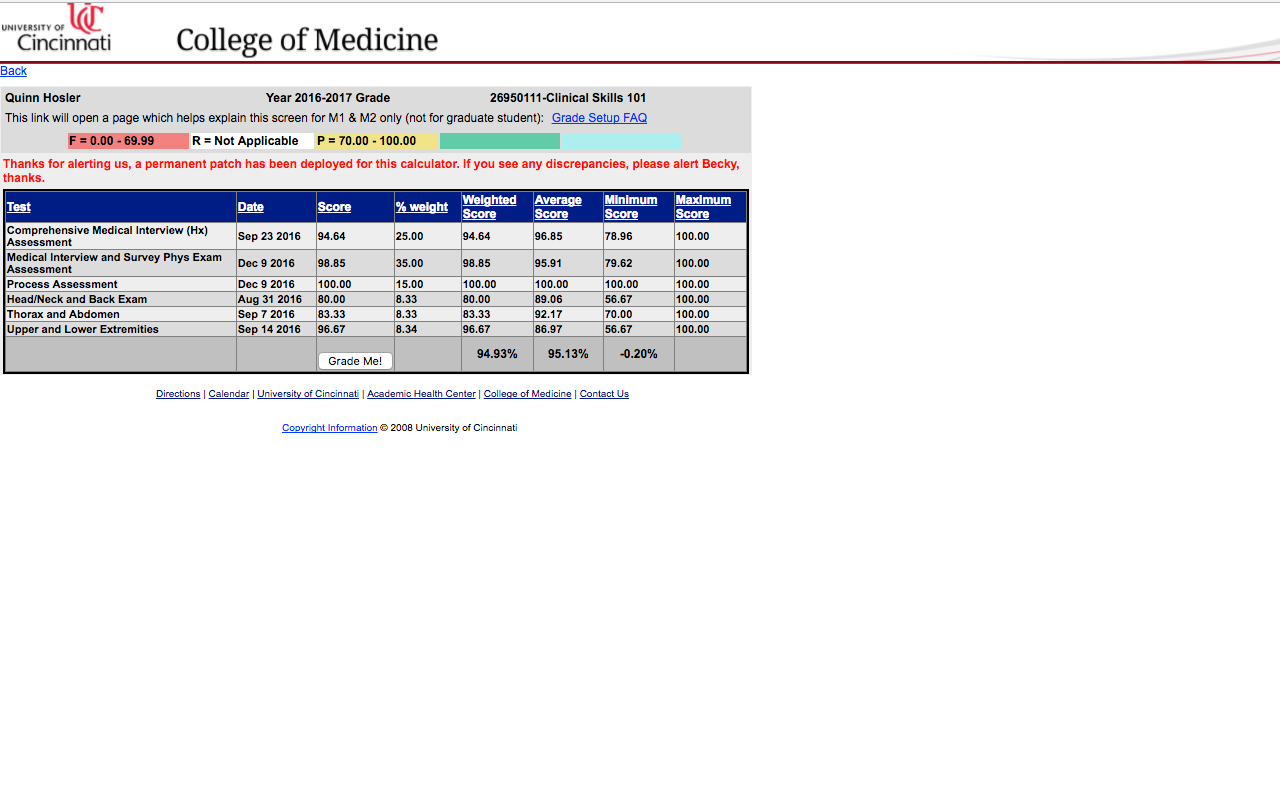 UNIVERSITY OF
Cincinnati
College of Medicine
Back
Quinn Hosler Year 2016-2017 Grade 26950111-Clinical Skills 101
This link will open a page which helps explain this screen for M1 & M2 only (not for graduate student): Grade Setup FAQ
F = 0.00 - 69.99 R = Not Applicable P = 70.00 - 100.00
Thanks for alerting us, a permanent patch has been deployed for this calculator. If you see any discrepancies, please alert Becky,
thanks.
Test Date Score % weight Weighted Score Average Score Minimum Score Maximum Score
Comprehensive Medical Interview (Hx) Assessment Sep 23 2016 94.64 25.00 94.64 96.85 78.96 100.00
Medical Interview and Survey Phys Exam Assessment Dec 9 2016 98.85 35.00 98.85 95.91 79.62 100.00
Process Assessment Dec 9 2016 100.00 15.00 100.00 100.00 100.00 100.00
Head/Neck and Back Exam Aug 31 2016 80.00 8.33 80.00 89.06 56.67 100.00
Thorax and Abdomen Sep 7 2016 83.33 8.33 83.33 92.17 70.00 100.00
Upper and Lower Extremities Sep 14 2016 96.67 8.34 96.67 86.97 56.67 100.00
Grade Me! 94.93% 95.13% -0.20%
Directions | Calendar | University of Cincinnati | Academic Health Center | College of Medicine | Contact Us
Copyright Information © 2008 University of Cincinnati